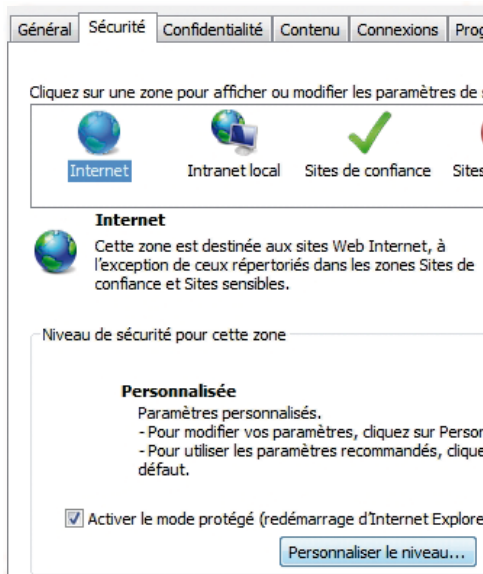 Général Sécurité Confidentialité Contenu Connexions
Cliquez sur une zone pour afficher ou modifier les paramètres de
Internet Intranet local Sites de confiance Sites
Internet
Cette zone est destinée aux sites Web Internet, à
l'exception de ceux répertoriés dans les zones Sites de
confiance et Sites sensibles.
Niveau de sécurité pour cette zone
Personnalisée
Paramètres personnalisés.
- Pour modifier vos paramètres, cliquez sur
- Pour utiliser les paramètres recommandés,
défaut.
Activer le mode protégé (redémarrage d'Internet
Personnaliser le niveau...